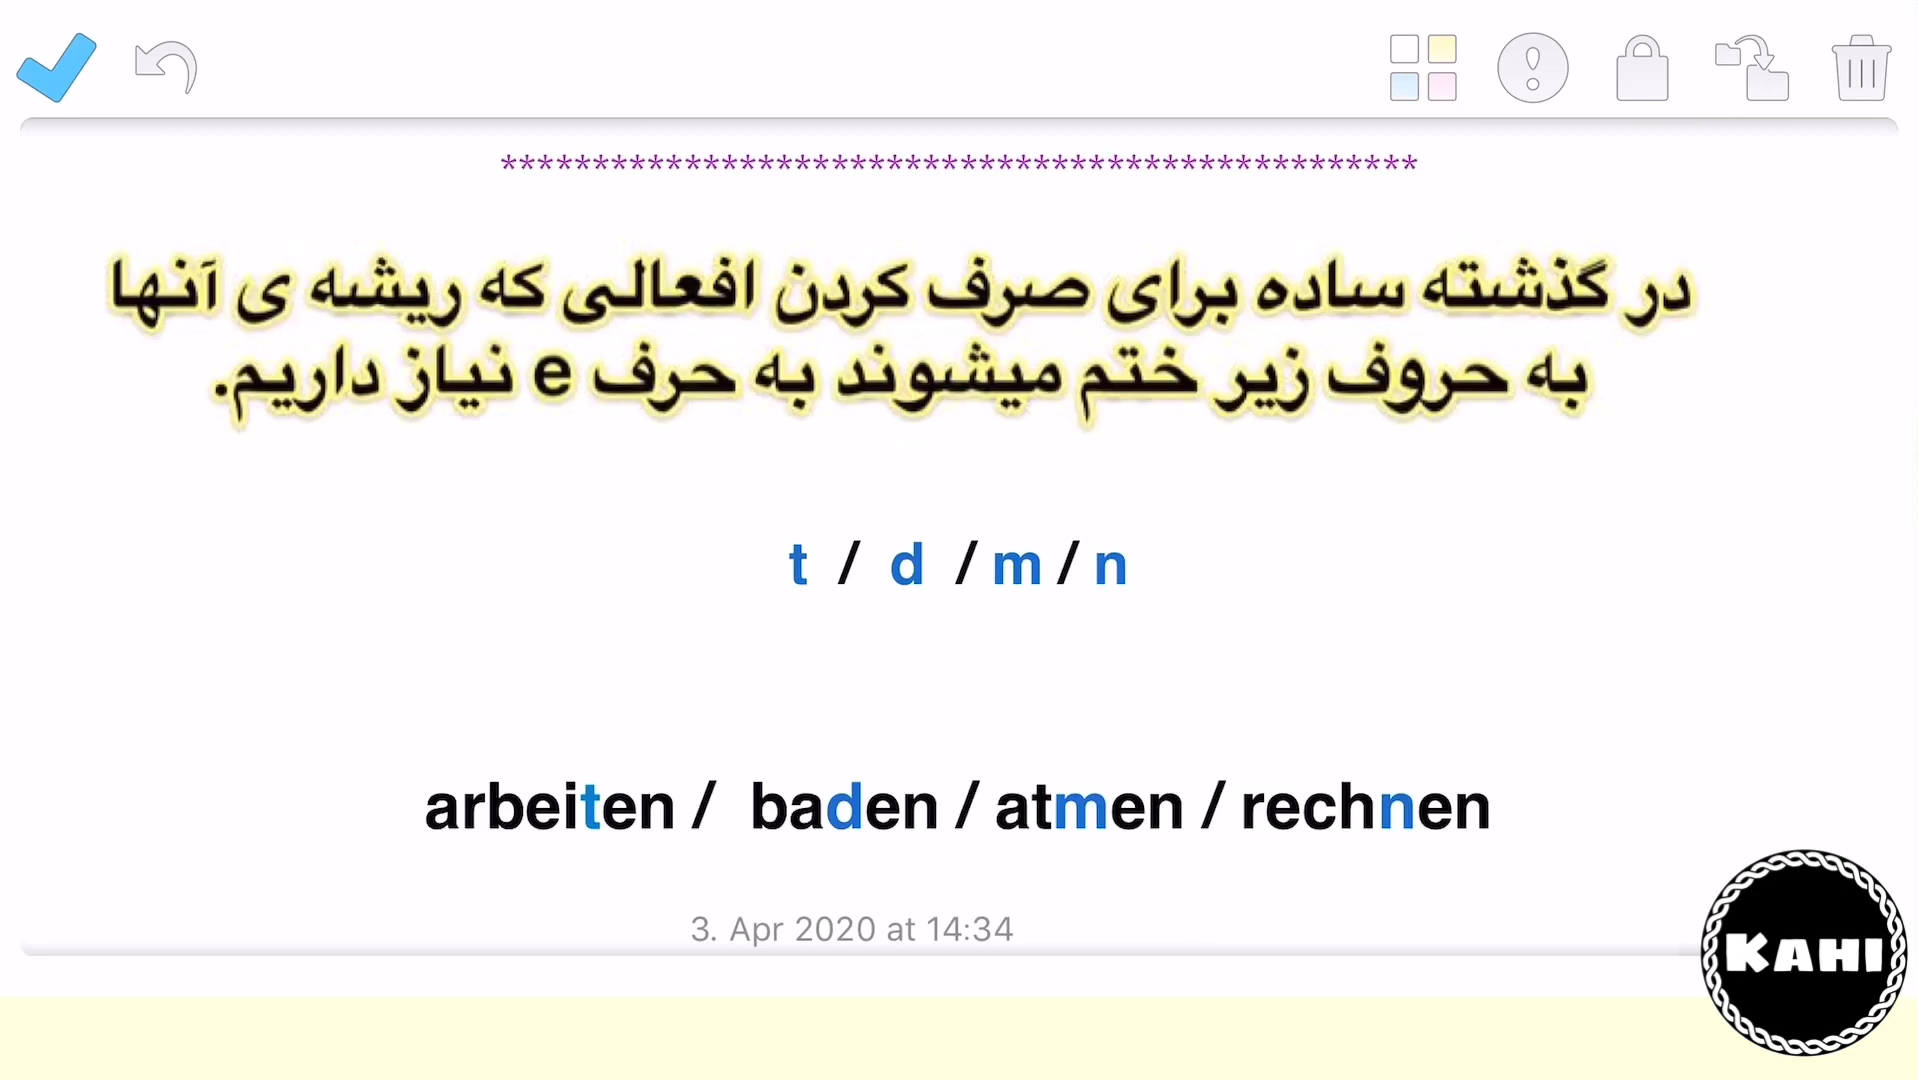 **************************************************
در گذشته ساده برای صرف کردن افعالی که ریشه ی آنها
به حروف زیر ختم میشوند به حرف e نیاز داریم.
t / d / m / n
arbeiten / baden / atmen / rechnen
3. Apr 2020 at 14:34
KAHI